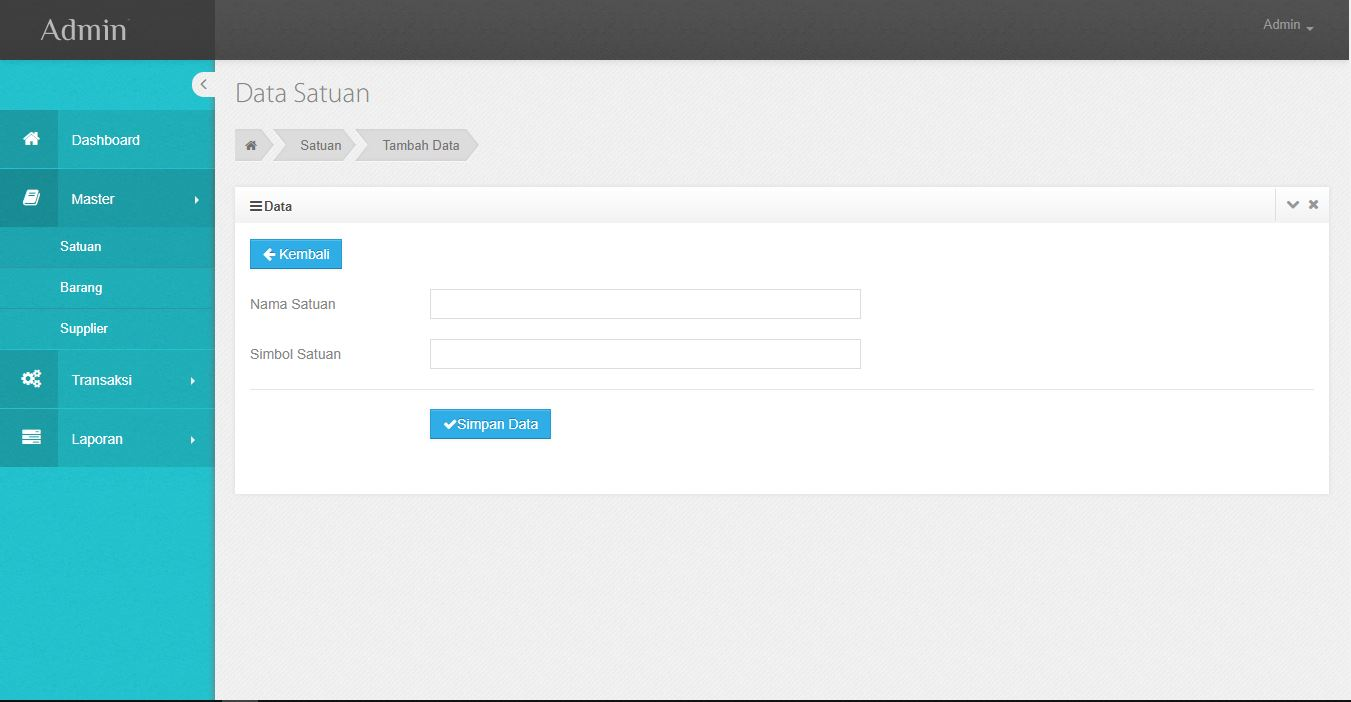 Admin
Admin
Data Satuan
Dashboard
Satuan
Tambah Data
Master
Data
Satuan
Kembali
Barang
Nama Satuan
Supplier
Simbol Satuan
Transaksi
Simpan Data
Laporan